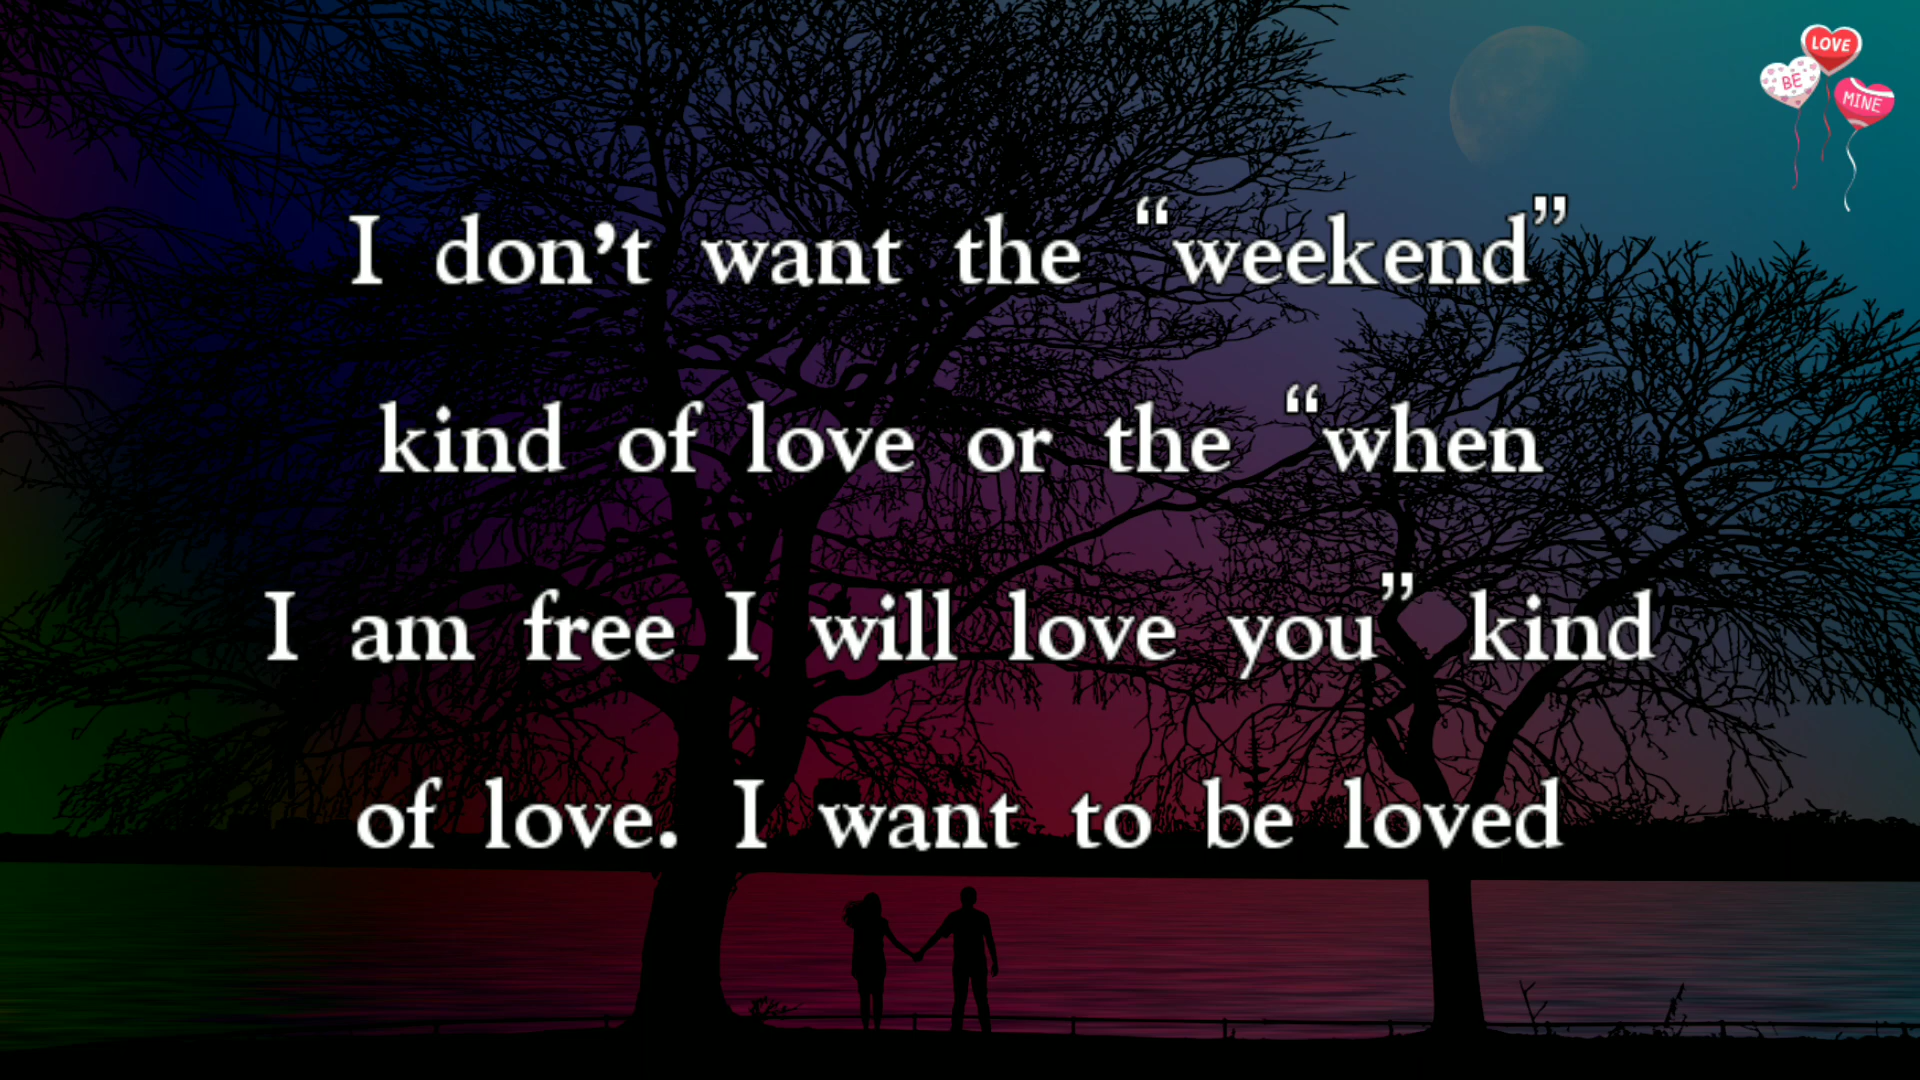 LOVE
BE
MINE
I don't want the “weekend”
kind of love or the “when
I am free I will love you” kind
of love. I want to be loved